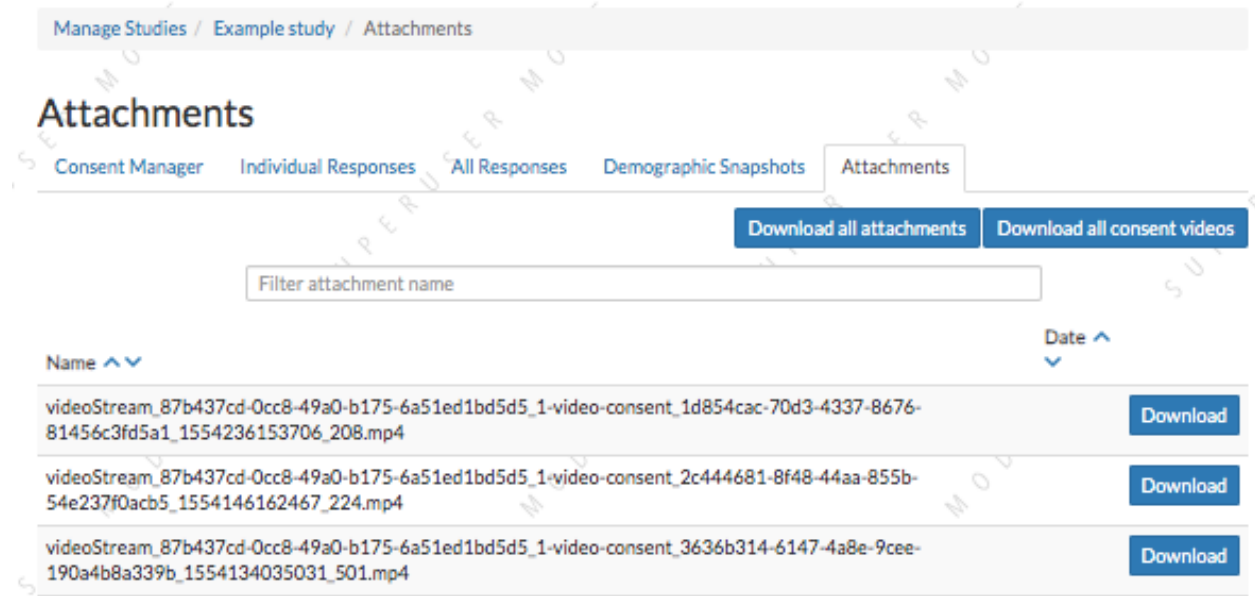 Manage Studies / Example study / Attachments
Attachments
Consent Manager Individual Responses All Responses Demographic Snapshots Attachments
Download all attachments Download all consent videos
Filter attachment name
Name Date
videoStream_87b437cd-0cc8-49a0-b175-6a51ed1bd5d5_1-video-consent_1d854cac-70d3-4337-8676-
81456c3fd5a1_1554236153706_208.mp4
Download
videoStream_87b437cd-0cc8-49a0-b175-6a51ed1bd5d5_1-video-consent_2c444681-8f48-44aa-855b-
54e237f0acb5_1554146162467_224.mp4
Download
videoStream_87b437cd-0cc8-49a0-b175-6a51ed1bd5d5_1-video-consent_3636b314-6147-4a8e-9cee-
190a4b8a339b_1554134035031_501.mp4
Download